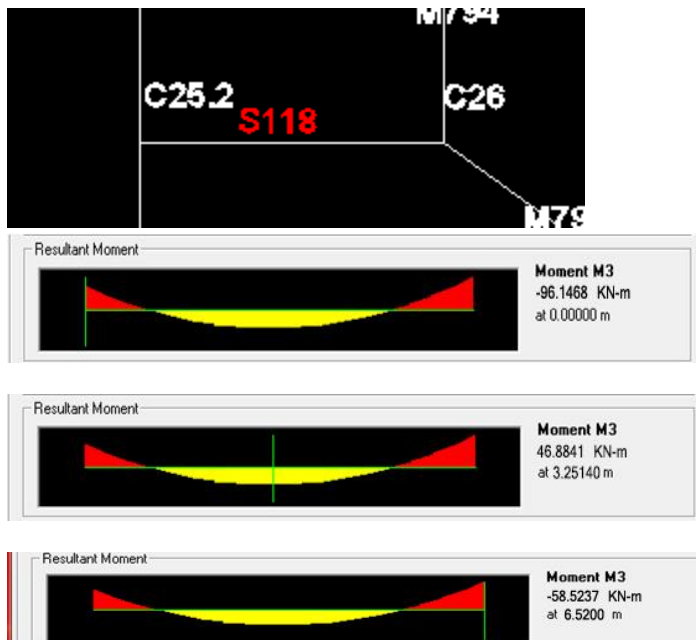 M794
C25.2
C26
S118
Resultant Moment
Moment M3
-96.1468 KN-m
at 0.00000 m
Resultant Moment
Moment M3
46.8841 KN-m
at 3.25140 m
Resultant Moment
Moment M3
-58.5237 KN-m
at 6.5200 m